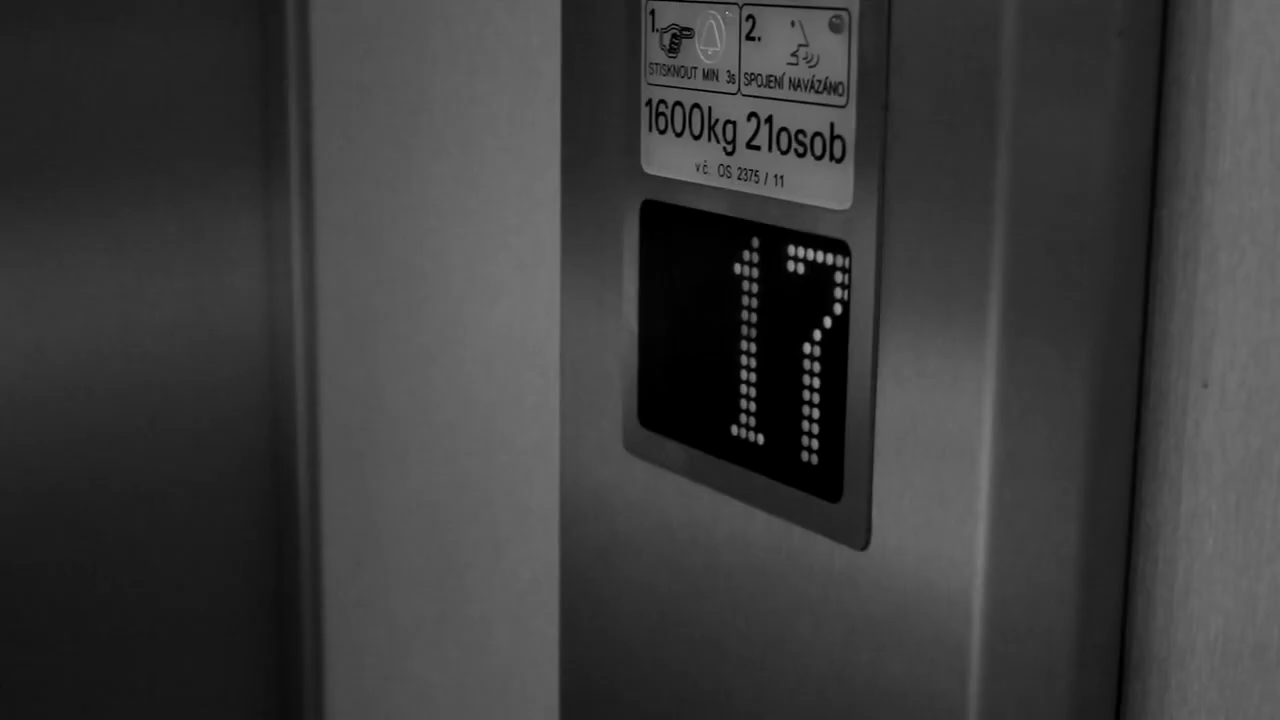 1. 2.
STISKNOUT MIN. 3s SPOJENÍ NAVÁZÁNO
1600kg 21osob
v č. OS 2375 / 11
17